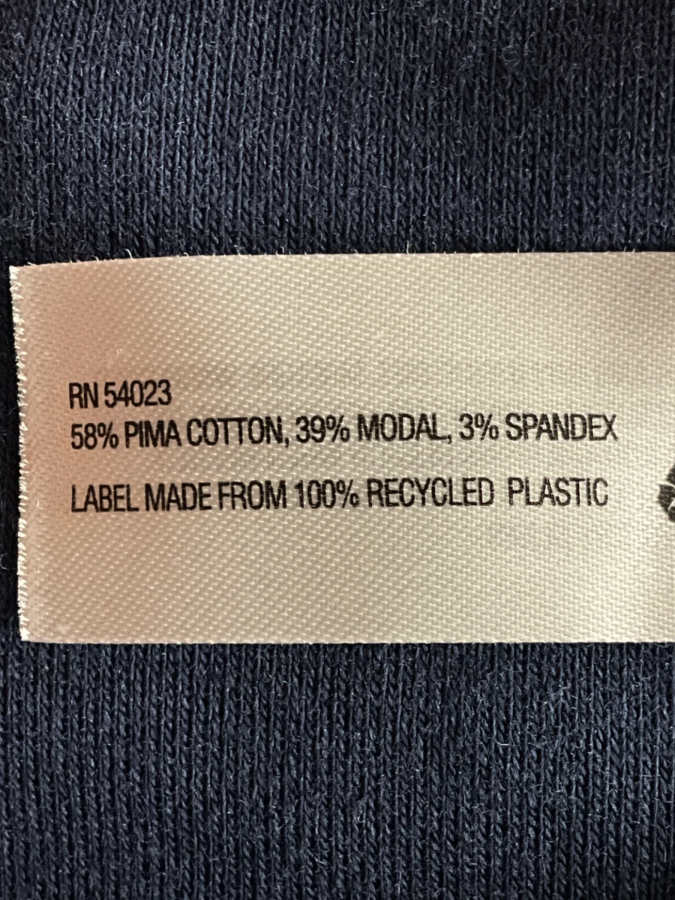 RN 54023
58% PIMA COTTON, 39% MODAL, 3% SPANDEX
LABEL MADE FROM 100% RECYCLED PLASTIC